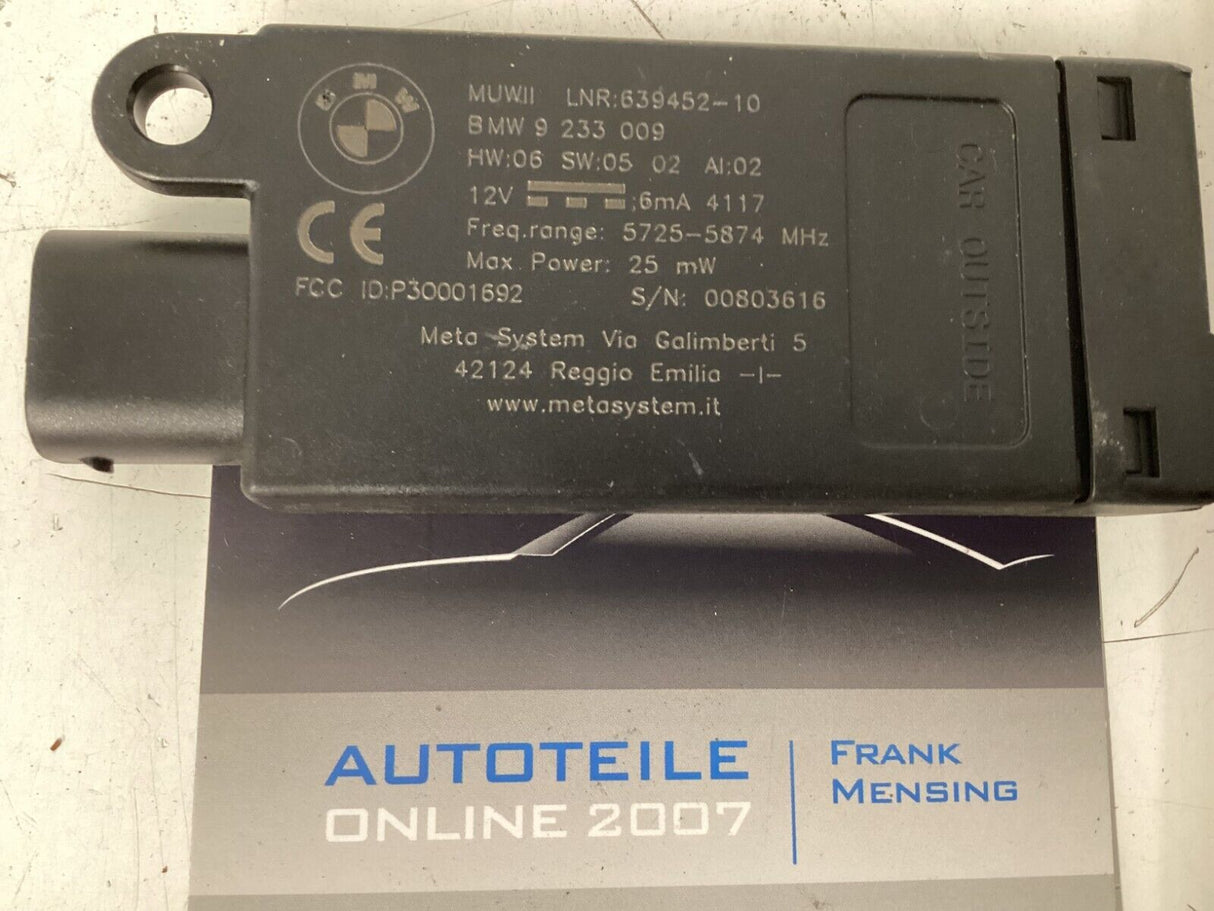 BMW
MUWII LNR:639452-10
BMW 9 233 009
HW:06 SW:05 02 AI:02
12V ;6mA 4117
Freq.range: 5725-5874 MHz
Max. Power: 25 mW
CE
FCC ID:P3O001692 S/N: 00803616
Meta System Via Galimberti 5
42124 Reggio Emilia -I-
www.metasystem.it
CAR OUTSIDE
AUTOTEILE
ONLINE 2007
FRANK
MENSING